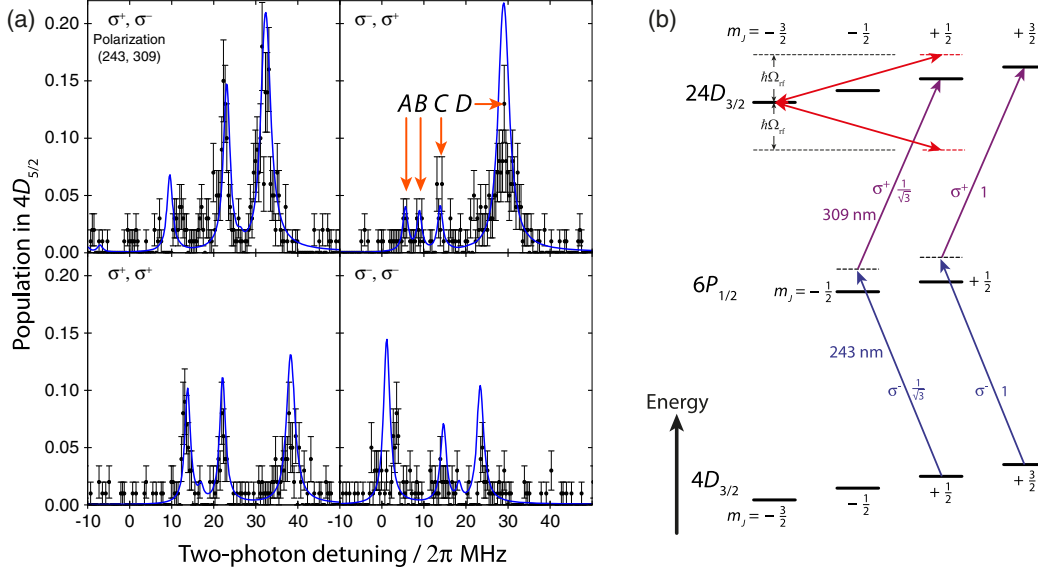 (a)
σ⁺, σ⁻
Polarization
(243, 309)
σ⁻, σ⁺
A B C D
σ⁺, σ⁺
σ⁻, σ⁻
0.20
0.15
0.10
0.05
0.00
0.20
0.15
0.10
0.05
0.00
Population in 4D₅/₂
-10 0 10 20 30 40
-10 0 10 20 30 40 50
Two-photon detuning / 2π MHz
(b)
m_J = − 3/2 − 1/2 + 1/2 + 3/2
ħΩrf
24D₃/₂
ħΩrf
σ⁺ 1/√3
σ⁺ 1
309 nm
6P₁/₂
m_J = − 1/2
+ 1/2
243 nm
σ⁻ 1/√3
σ⁻ 1
Energy
4D₃/₂
m_J = − 3/2 − 1/2 + 1/2 + 3/2